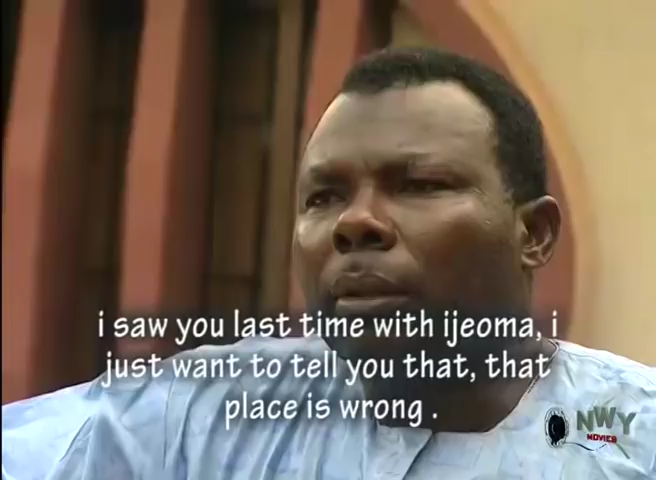 i saw you last time with ijeoma, i
just want to tell you that, that
place is wrong .
NWY
MOVIES